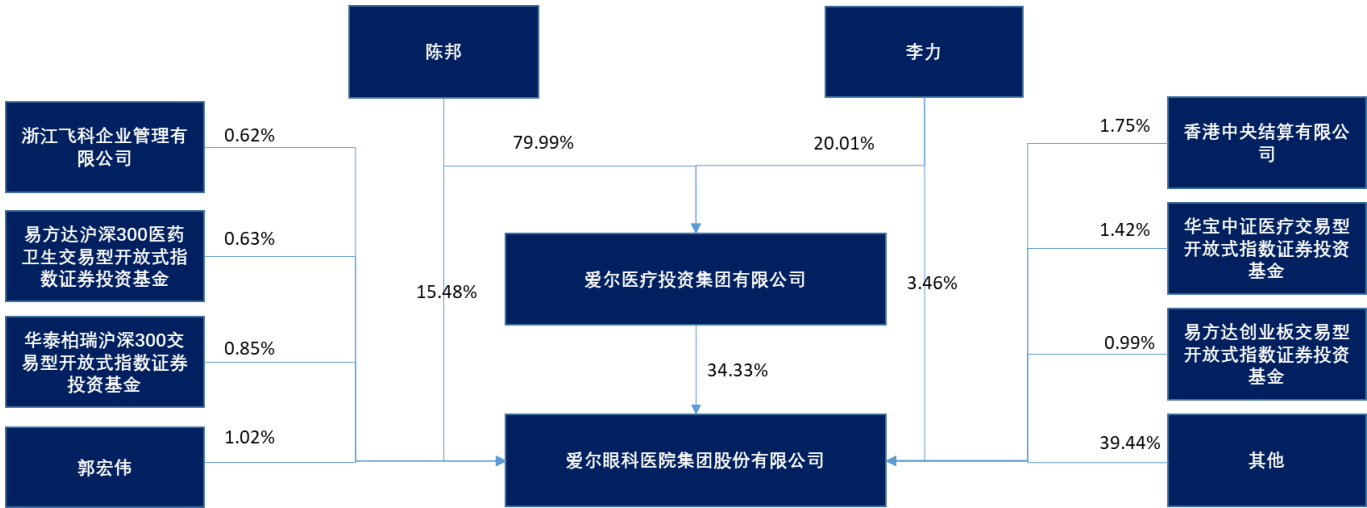 陈邦
李力
浙江飞科企业管理有
限公司
0.62%
79.99%
20.01%
1.75%
香港中央结算有限公
司
易方达沪深300医药
卫生交易型开放式指
数证券投资基金
0.63%
15.48%
爱尔医疗投资集团有限公司
3.46%
1.42%
华宝中证医疗交易型
开放式指数证券投资
基金
华泰柏瑞沪深300交
易型开放式指数证券
投资基金
0.85%
34.33%
0.99%
易方达创业板交易型
开放式指数证券投资
基金
郭宏伟
1.02%
爱尔眼科医院集团股份有限公司
39.44%
其他